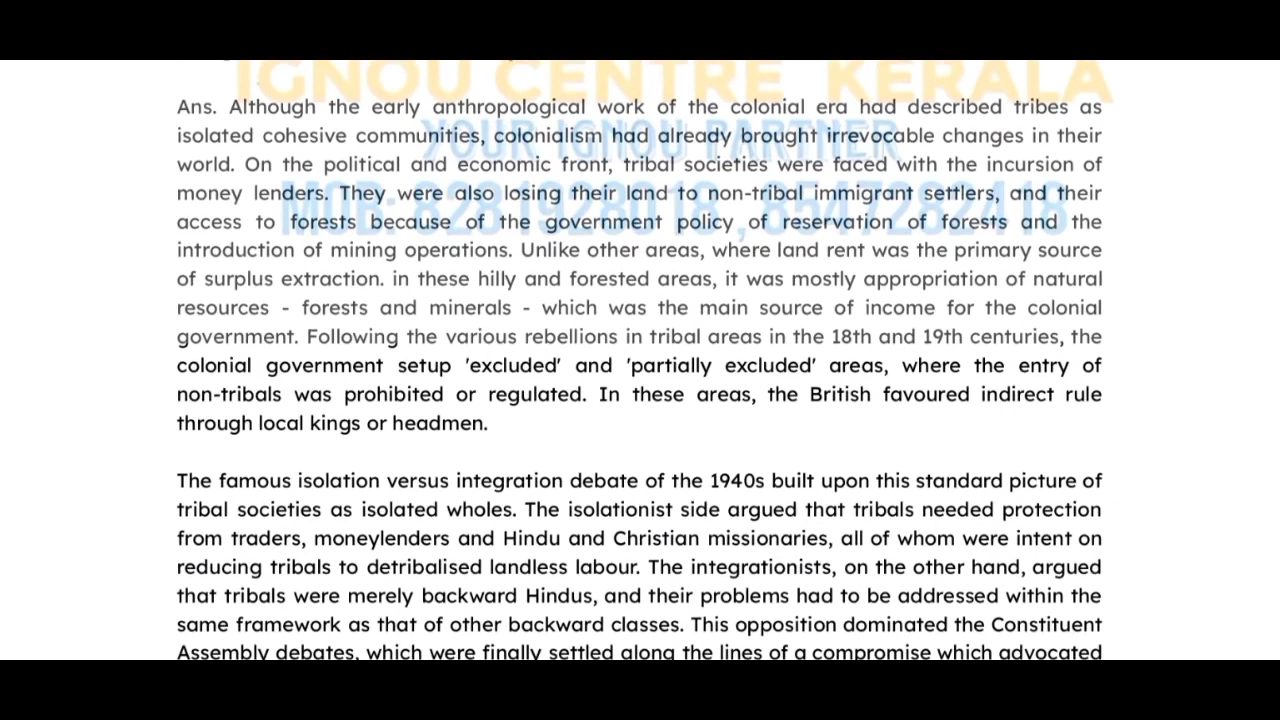 IGNOU CENTRE KERALA
Ans. Although the early anthropological work of the colonial era had described tribes as
isolated cohesive communities, colonialism had already brought irrevocable changes in their
YOUR IGNOU PARTNER
world. On the political and economic front, tribal societies were faced with the incursion of
money lenders. They were also losing their land to non-tribal immigrant settlers, and their
access to forests because of the government policy of reservation of forests and the
introduction of mining operations. Unlike other areas, where land rent was the primary source
of surplus extraction. in these hilly and forested areas, it was mostly appropriation of natural
resources - forests and minerals - which was the main source of income for the colonial
government. Following the various rebellions in tribal areas in the 18th and 19th centuries, the
colonial government setup 'excluded' and 'partially excluded' areas, where the entry of
non-tribals was prohibited or regulated. In these areas, the British favoured indirect rule
through local kings or headmen.
The famous isolation versus integration debate of the 1940s built upon this standard picture of
tribal societies as isolated wholes. The isolationist side argued that tribals needed protection
from traders, moneylenders and Hindu and Christian missionaries, all of whom were intent on
reducing tribals to detribalised landless labour. The integrationists, on the other hand, argued
that tribals were merely backward Hindus, and their problems had to be addressed within the
same framework as that of other backward classes. This opposition dominated the Constituent
Assembly debates, which were finally settled along the lines of a compromise which advocated